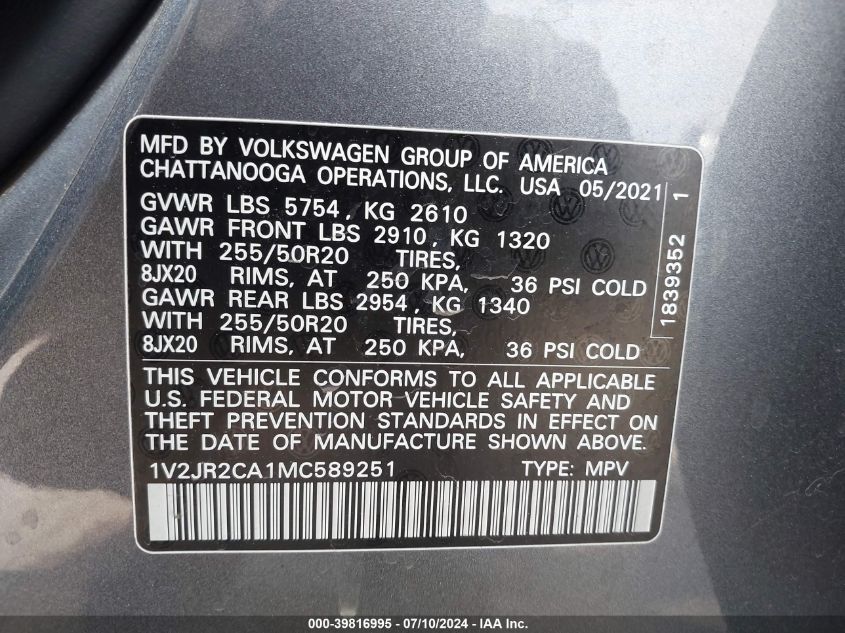 MFD BY VOLKSWAGEN GROUP OF AMERICA
CHATTANOOGA OPERATIONS, LLC. USA 05/2021
GVWR LBS 5754, KG 2610
GAWR FRONT LBS 2910, KG 1320
WITH 255/50R20 TIRES,
8JX20 RIMS, AT 250 KPA, 36 PSI COLD
GAWR REAR LBS 2954, KG 1340
WITH 255/50R20 TIRES,
8JX20 RIMS, AT 250 KPA, 36 PSI COLD
1839352 1
THIS VEHICLE CONFORMS TO ALL APPLICABLE
U.S. FEDERAL MOTOR VEHICLE SAFETY AND
THEFT PREVENTION STANDARDS IN EFFECT ON
THE DATE OF MANUFACTURE SHOWN ABOVE.
1V2JR2CA1MC589251 TYPE: MPV
000-39816995 - 07/10/2024 - IAA Inc.